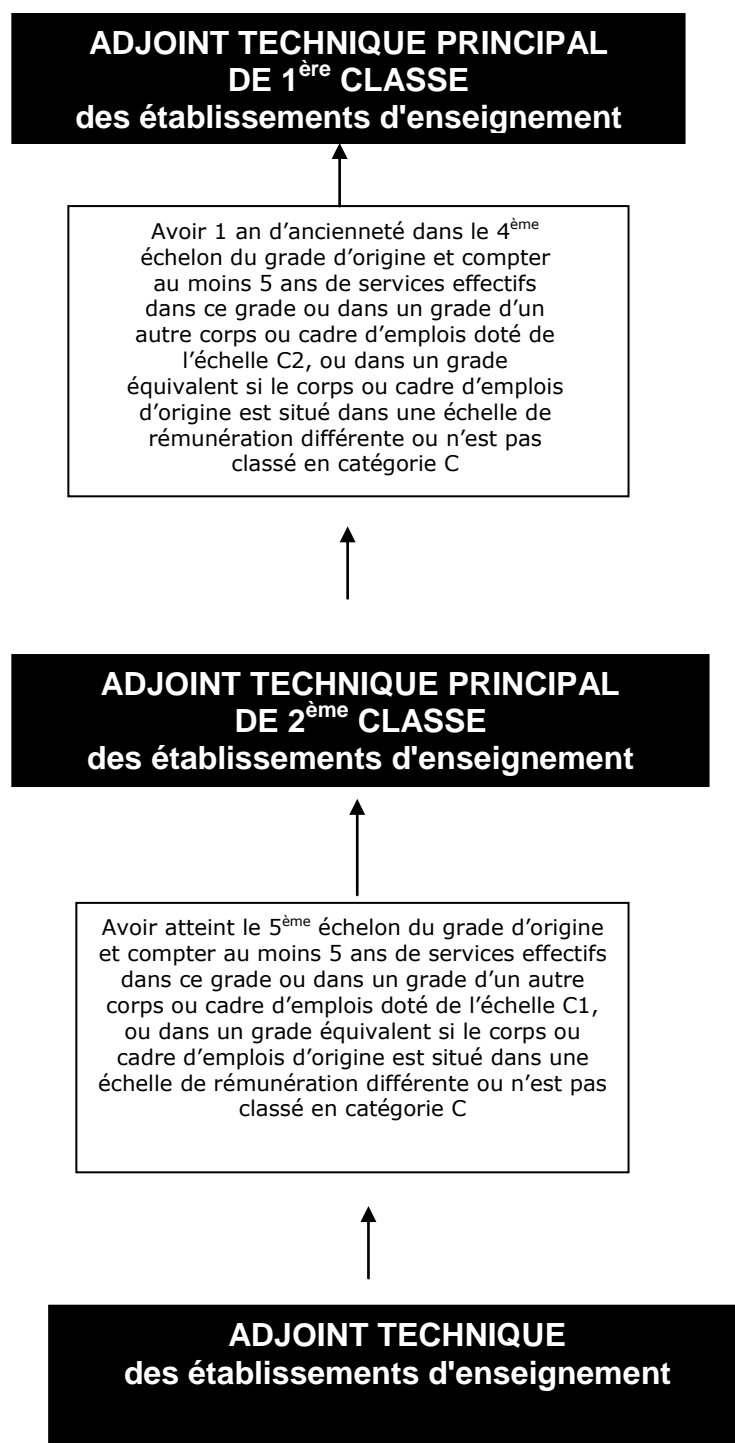 ADJOINT TECHNIQUE PRINCIPAL
DE 1ère CLASSE
des établissements d'enseignement
Avoir 1 an d’ancienneté dans le 4ème
échelon du grade d’origine et compter
au moins 5 ans de services effectifs
dans ce grade ou dans un grade d’un
autre corps ou cadre d’emplois doté de
l’échelle C2, ou dans un grade
équivalent si le corps ou cadre d’emplois
d’origine est situé dans une échelle de
rémunération différente ou n’est pas
classé en catégorie C
ADJOINT TECHNIQUE PRINCIPAL
DE 2ème CLASSE
des établissements d'enseignement
Avoir atteint le 5ème échelon du grade d’origine
et compter au moins 5 ans de services effectifs
dans ce grade ou dans un grade d’un autre
corps ou cadre d’emplois doté de l’échelle C1,
ou dans un grade équivalent si le corps ou
cadre d’emplois d’origine est situé dans une
échelle de rémunération différente ou n’est pas
classé en catégorie C
ADJOINT TECHNIQUE
des établissements d'enseignement